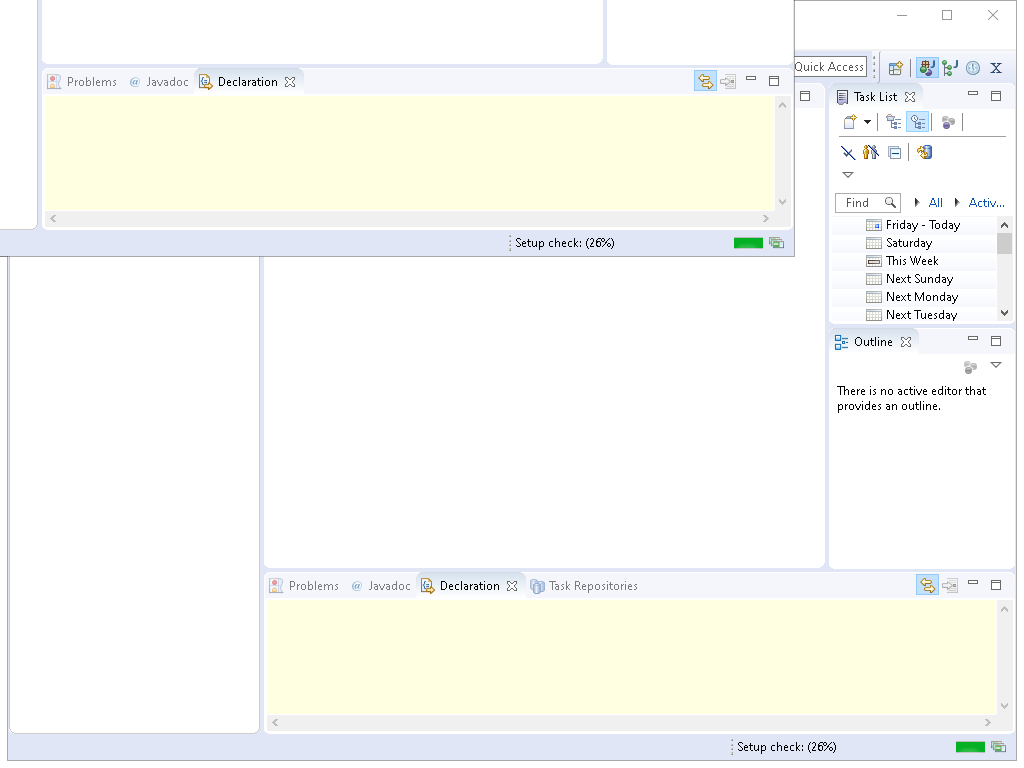 Problems @ Javadoc Declaration
Setup check: (26%)
Quick Access
Task List
Find All Activ...
Friday - Today
Saturday
This Week
Next Sunday
Next Monday
Next Tuesday
Outline
There is no active editor that
provides an outline.
Problems @ Javadoc Declaration Task Repositories
Setup check: (26%)